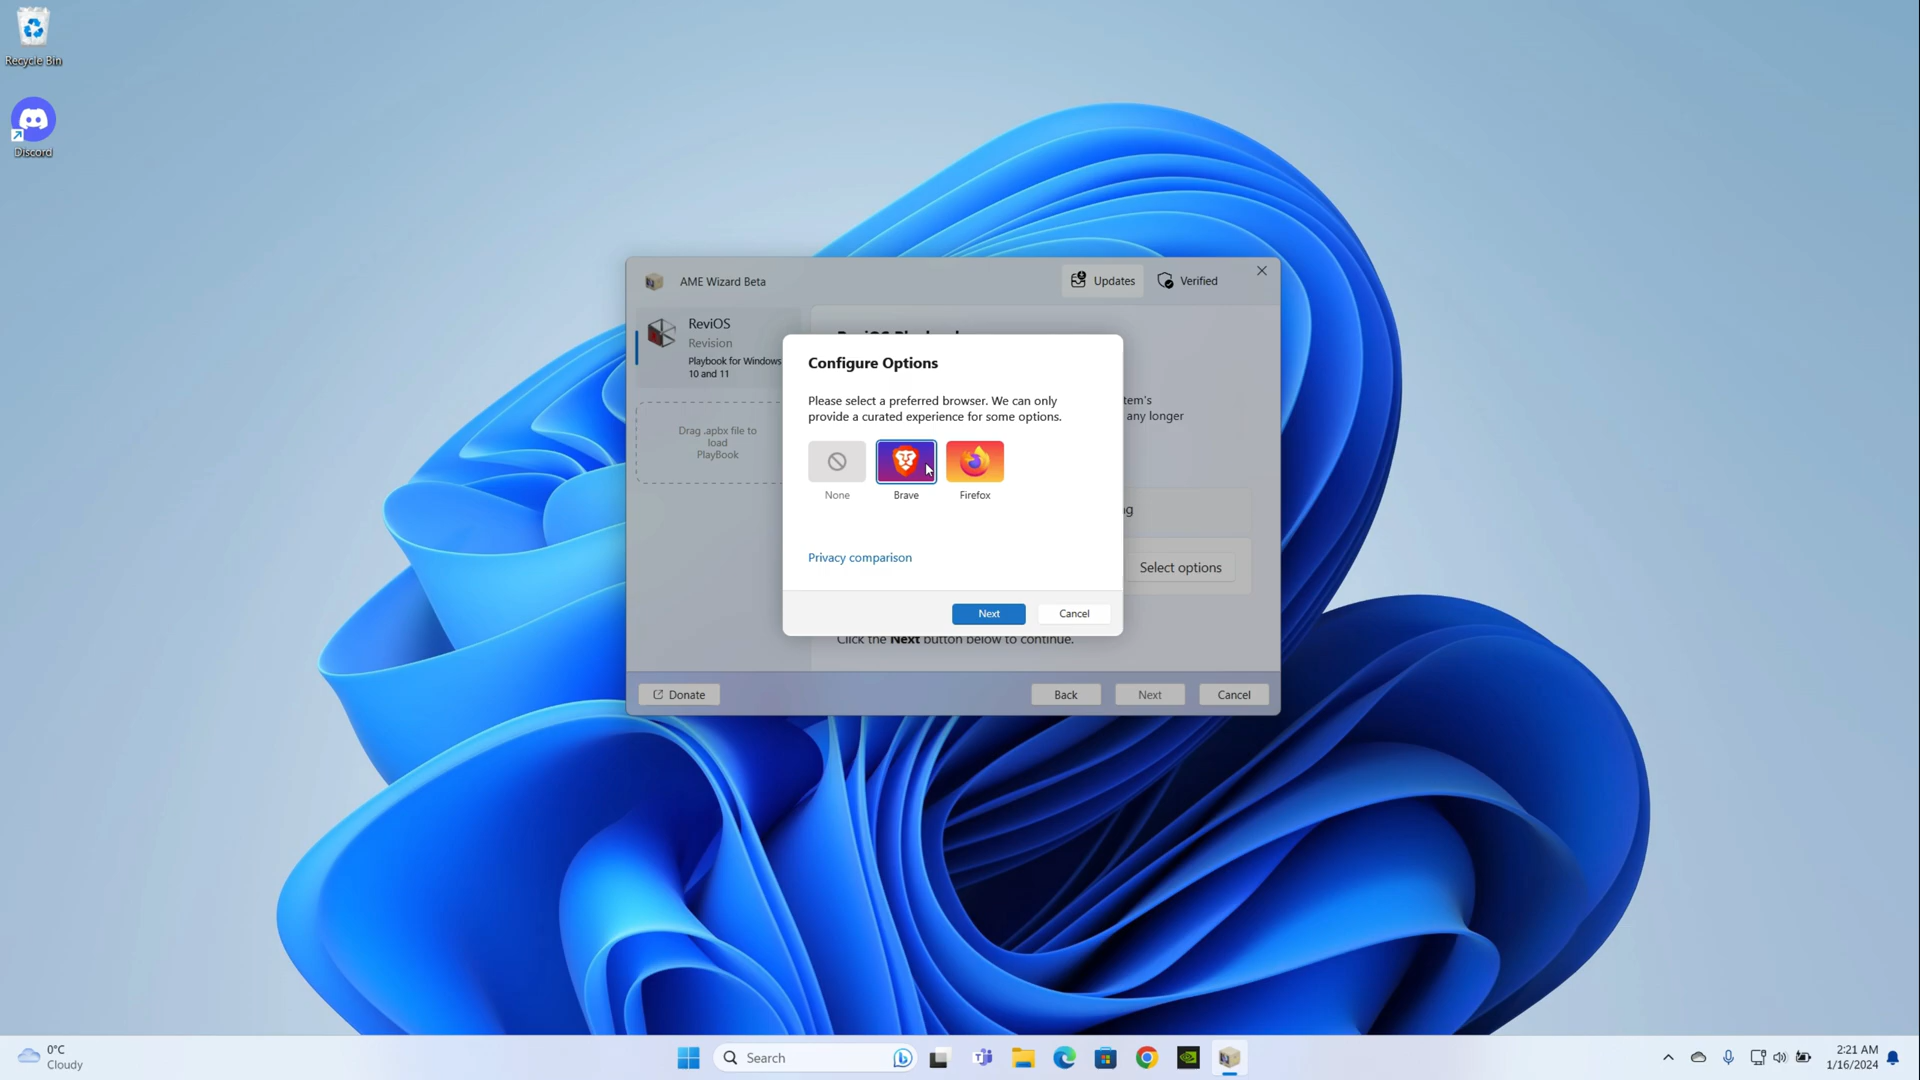 Recycle Bin
Discord
AME Wizard Beta
Updates
Verified
ReviOS
Revision
Playbook for Windows
10 and 11
Drag .apbx file to
load
PlayBook
Configure Options
Please select a preferred browser. We can only
provide a curated experience for some options.
None
Brave
Firefox
Privacy comparison
Next
Cancel
any longer
Select options
Click the Next button below to continue.
Donate
Back
Next
Cancel
0°C
Cloudy
Search
2:21 AM
1/16/2024